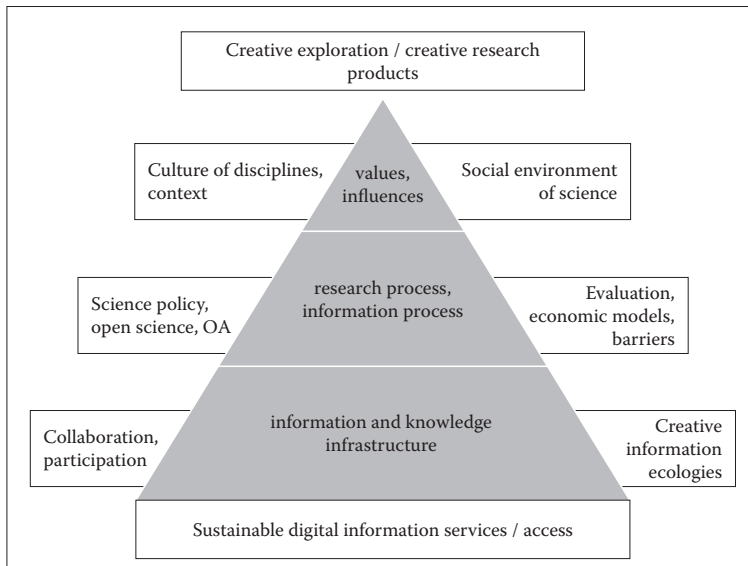 Creative exploration / creative research
products
Culture of disciplines,
context
values,
influences
Social environment
of science
Science policy,
open science, OA
research process,
information process
Evaluation,
economic models,
barriers
Collaboration,
participation
information and knowledge
infrastructure
Creative
information
ecologies
Sustainable digital information services / access